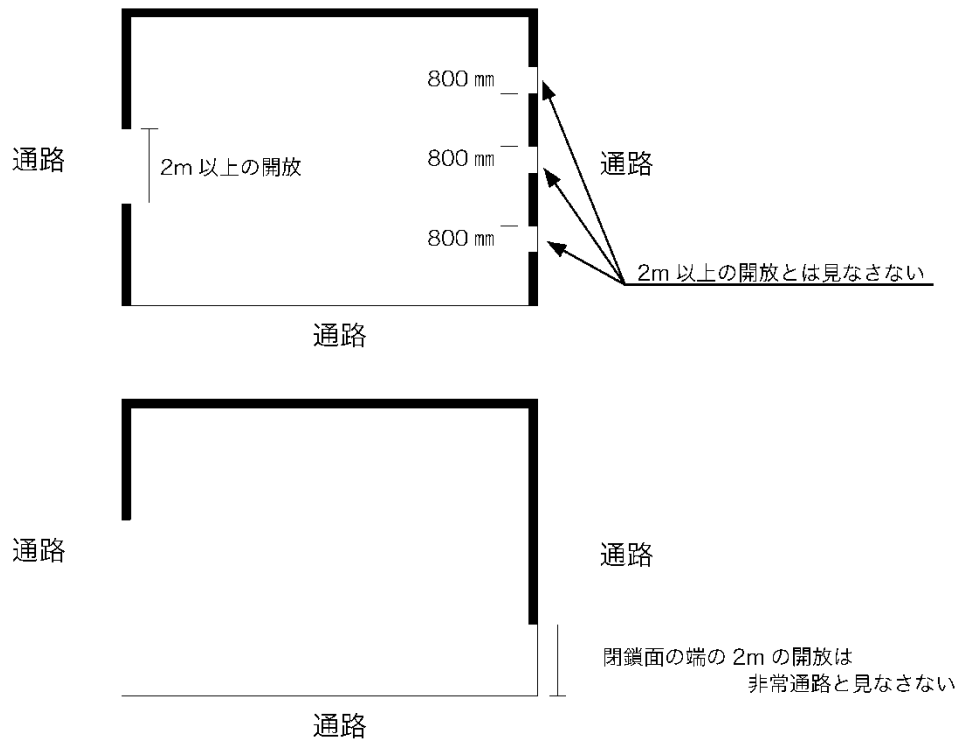 800 ㎜
通路
2m 以上の開放
800 ㎜
通路
800 ㎜
2m 以上の開放とは見なさない
通路
通路
通路
閉鎖面の端の 2m の開放は
非常通路と見なさない
通路